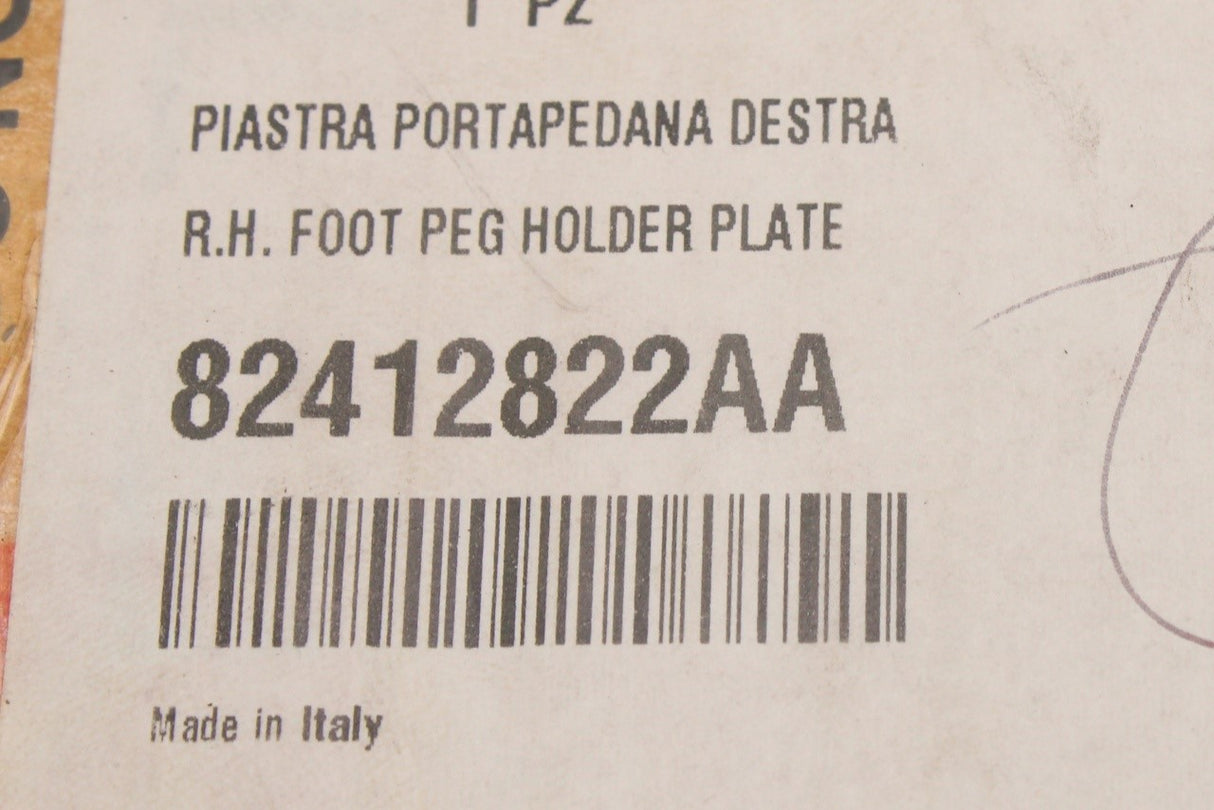 1 PZ
PIASTRA PORTAPEDANA DESTRA
R.H. FOOT PEG HOLDER PLATE
82412822AA
Made in Italy